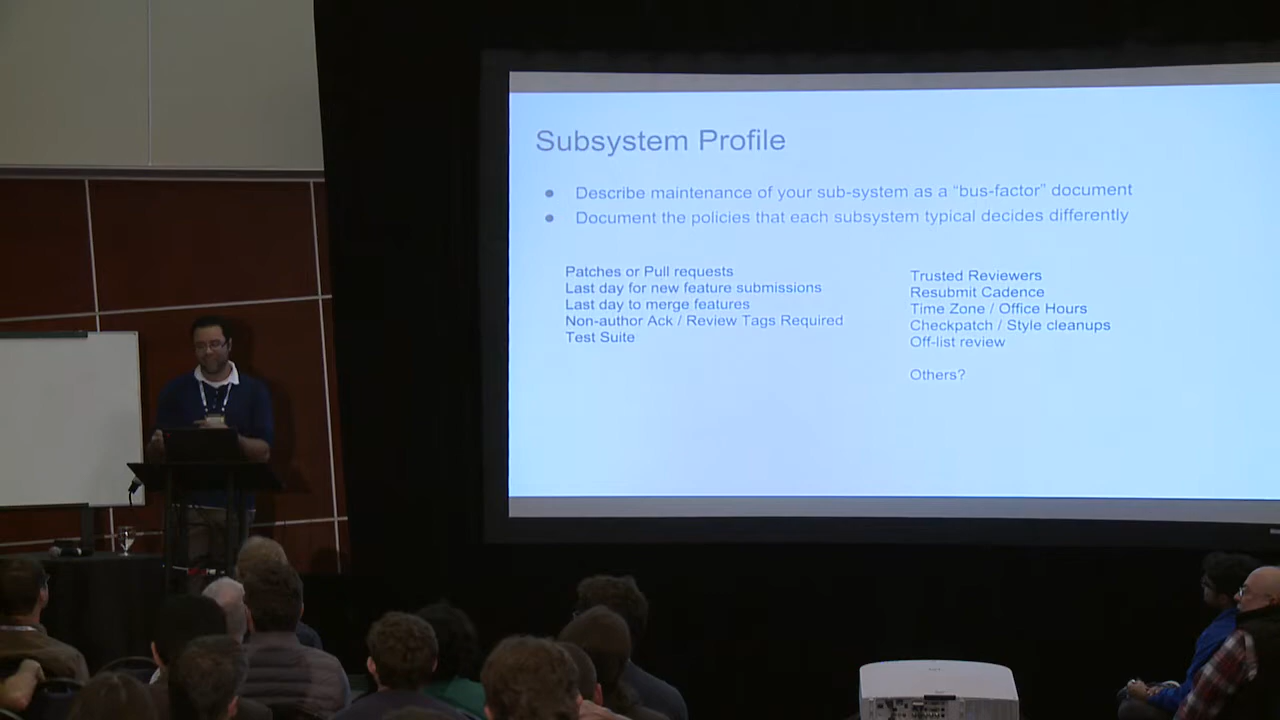 Subsystem Profile
● Describe maintenance of your sub-system as a “bus-factor” document
● Document the policies that each subsystem typical decides differently
Patches or Pull requests
Last day for new feature submissions
Last day to merge features
Non-author Ack / Review Tags Required
Test Suite
Trusted Reviewers
Resubmit Cadence
Time Zone / Office Hours
Checkpatch / Style cleanups
Off-list review
Others?